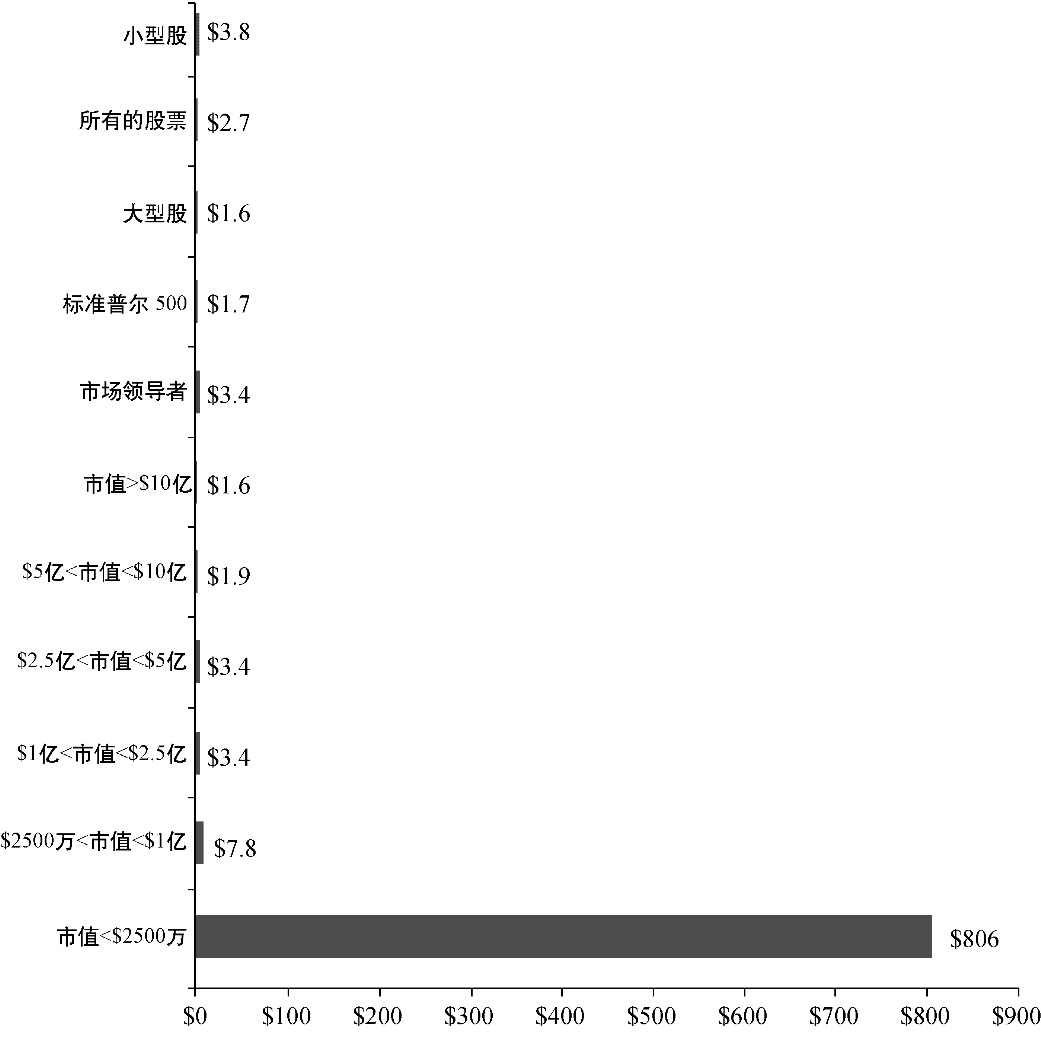 小型股 $3.8
所有的股票 $2.7
大型股 $1.6
标准普尔 500 $1.7
市场领导者 $3.4
市值>$10亿 $1.6
$5亿<市值<$10亿 $1.9
$2.5亿<市值<$5亿 $3.4
$1亿<市值<$2.5亿 $3.4
$2500万<市值<$1亿 $7.8
市值<$2500万 $806
$0 $100 $200 $300 $400 $500 $600 $700 $800 $900